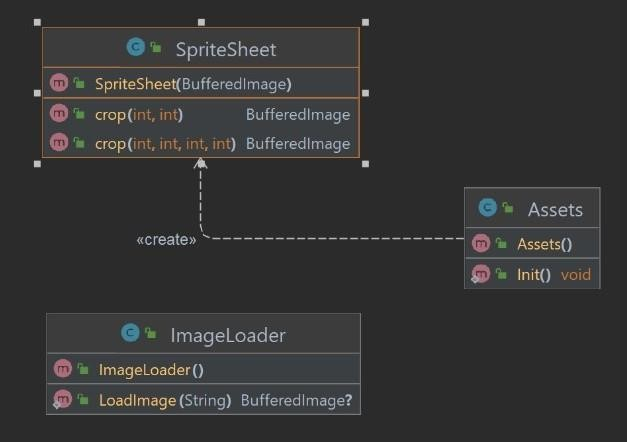 SpriteSheet
SpriteSheet(BufferedImage)
crop(int, int) BufferedImage
crop(int, int, int, int) BufferedImage
«create»
Assets
Assets()
Init() void
ImageLoader
ImageLoader()
LoadImage(String) BufferedImage?